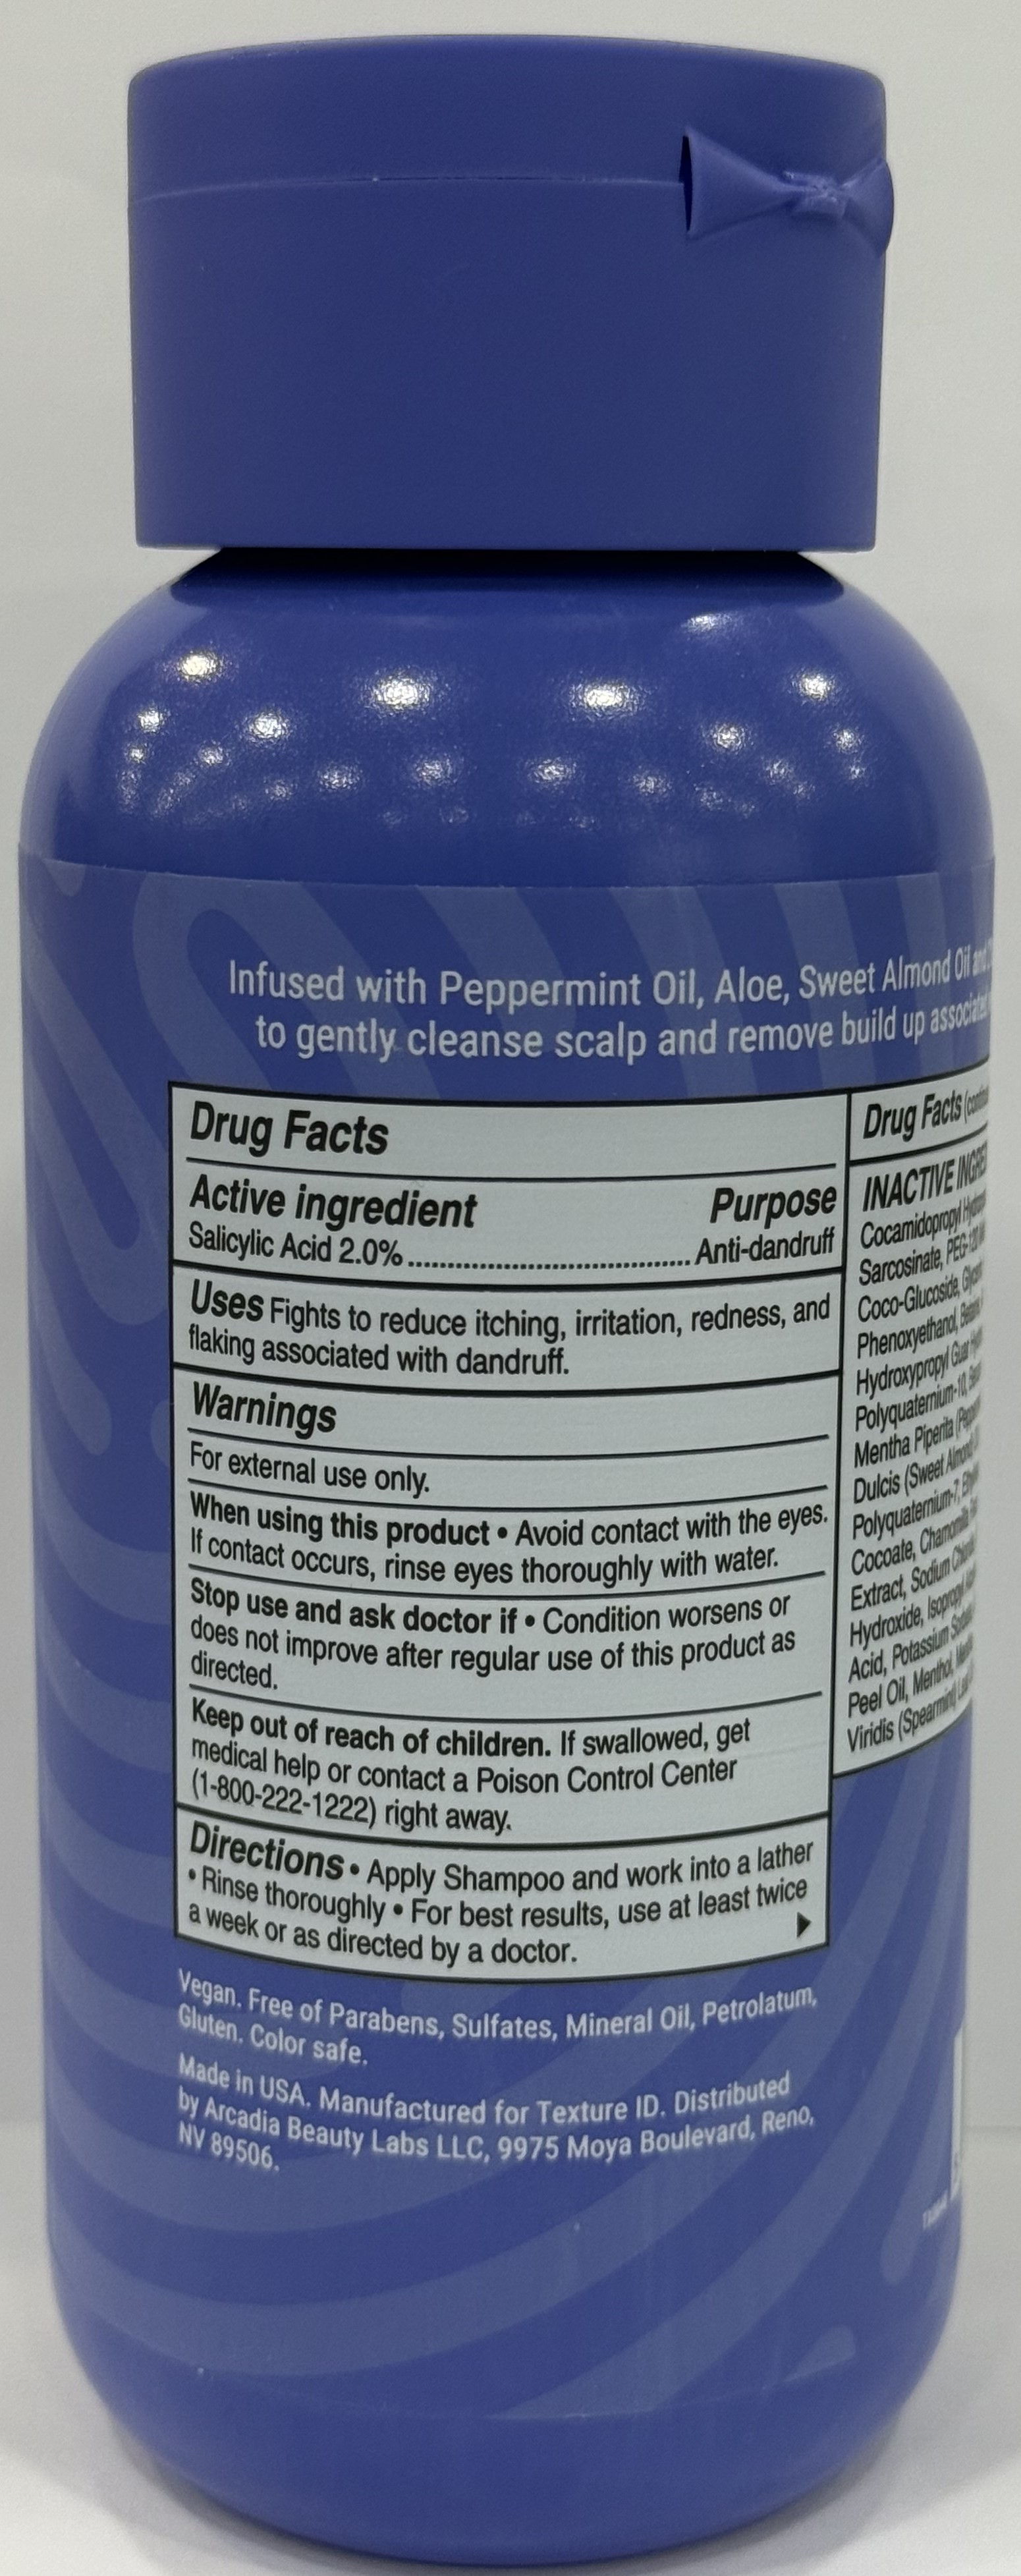 Infused with Peppermint Oil, Aloe, Sweet Almond Oil and
to gently cleanse scalp and remove build up associated
Drug Facts
Active ingredient Purpose
Salicylic Acid 2.0%........................................Anti-dandruff
Uses Fights to reduce itching, irritation, redness, and
flaking associated with dandruff.
Warnings
For external use only.
When using this product • Avoid contact with the eyes.
If contact occurs, rinse eyes thoroughly with water.
Stop use and ask doctor if • Condition worsens or
does not improve after regular use of this product as
directed.
Keep out of reach of children. If swallowed, get
medical help or contact a Poison Control Center
(1-800-222-1222) right away.
Directions • Apply Shampoo and work into a lather
• Rinse thoroughly • For best results, use at least twice
a week or as directed by a doctor.
Drug Facts
INACTIVE
Cocamidopropyl
Sarcosinate,
Coco-Glucoside,
Phenoxyethanol,
Hydroxypropyl Guar
Polyquaternium-10,
Mentha Piperita
Dulcis (Sweet Almond)
Polyquaternium-7,
Cocoate,
Extract, Sodium
Hydroxide, Isopropyl
Acid, Potassium
Peel Oil, Menthol,
Viridis (Spearmint)
Vegan. Free of Parabens, Sulfates, Mineral Oil, Petrolatum,
Gluten. Color safe.
Made in USA. Manufactured for Texture ID. Distributed
by Arcadia Beauty Labs LLC, 9975 Moya Boulevard, Reno,
NV 89506.